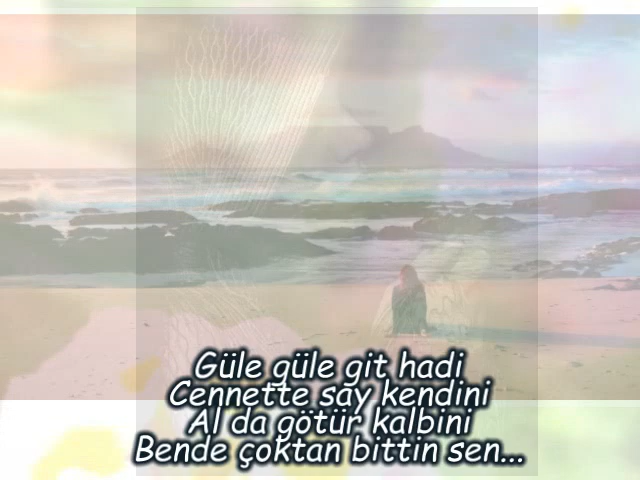 Güle güle git hadi
Cennette say kendini
Al da götür kalbini
Bende çoktan bittin sen...